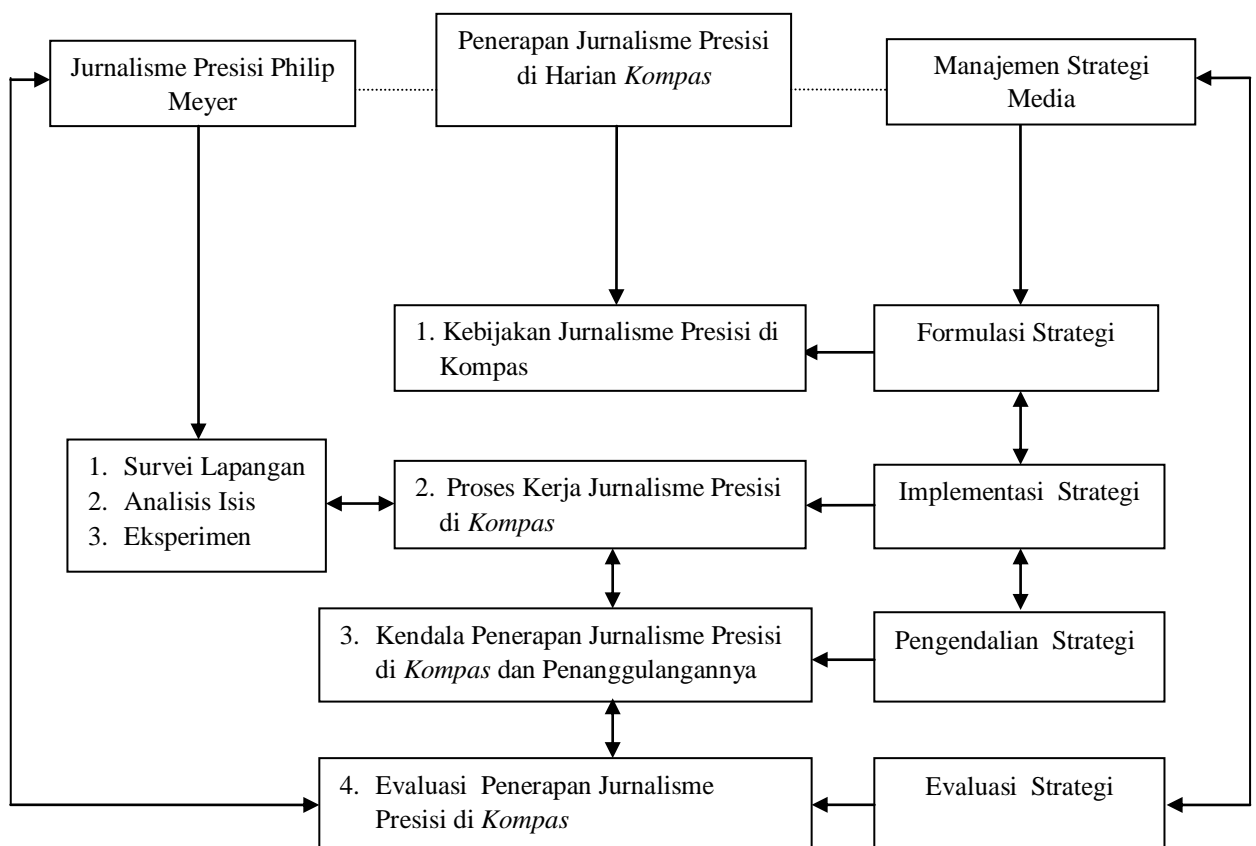 Jurnalisme Presisi Philip
Meyer
Penerapan Jurnalisme Presisi
di Harian Kompas
Manajemen Strategi
Media
1. Kebijakan Jurnalisme Presisi di
Kompas
Formulasi Strategi
1. Survei Lapangan
2. Analisis Isis
3. Eksperimen
2. Proses Kerja Jurnalisme Presisi
di Kompas
Implementasi Strategi
3. Kendala Penerapan Jurnalisme Presisi
di Kompas dan Penanggulangannya
Pengendalian Strategi
4. Evaluasi Penerapan Jurnalisme
Presisi di Kompas
Evaluasi Strategi